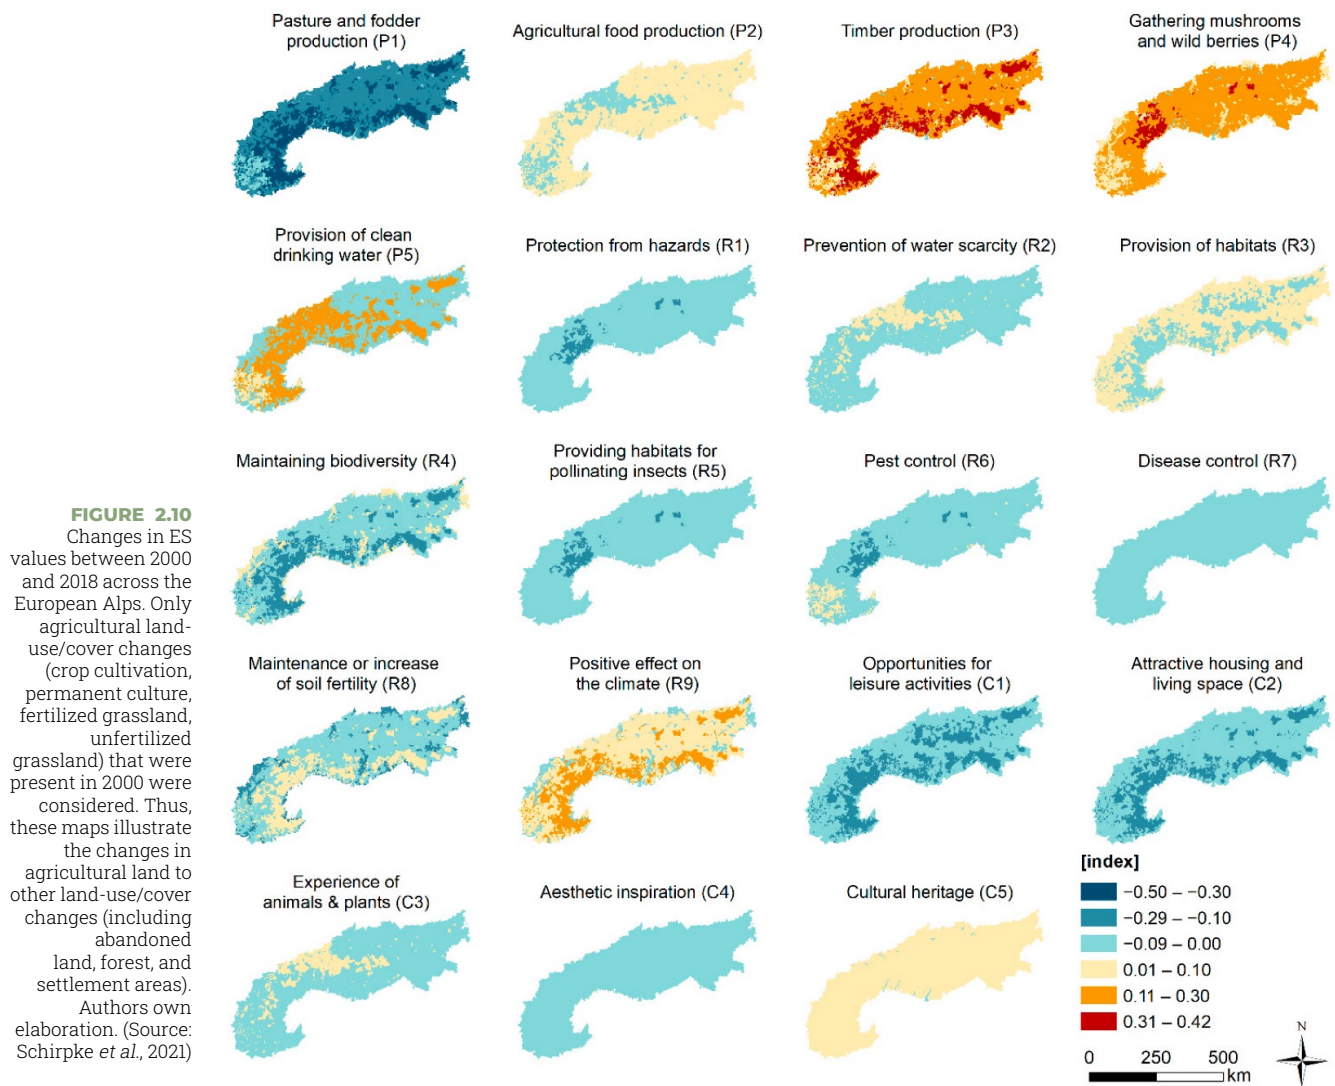 Pasture and fodder
production (P1)
Agricultural food production (P2)
Timber production (P3)
Gathering mushrooms
and wild berries (P4)
Provision of clean
drinking water (P5)
Protection from hazards (R1)
Prevention of water scarcity (R2)
Provision of habitats (R3)
Maintaining biodiversity (R4)
Providing habitats for
pollinating insects (R5)
Pest control (R6)
Disease control (R7)
Maintenance or increase
of soil fertility (R8)
Positive effect on
the climate (R9)
Opportunities for
leisure activities (C1)
Attractive housing and
living space (C2)
Experience of
animals & plants (C3)
Aesthetic inspiration (C4)
Cultural heritage (C5)
[index]
−0.50 – −0.30
−0.29 – −0.10
−0.09 – 0.00
0.01 – 0.10
0.11 – 0.30
0.31 – 0.42
N
0 250 500
km
FIGURE 2.10
Changes in ES
values between 2000
and 2018 across the
European Alps. Only
agricultural land-
use/cover changes
(crop cultivation,
permanent culture,
fertilized grassland,
unfertilized
grassland) that were
present in 2000 were
considered. Thus,
these maps illustrate
the changes in
agricultural land to
other land-use/cover
changes (including
abandoned
land, forest, and
settlement areas).
Authors own
elaboration. (Source:
Schirpke et al., 2021)